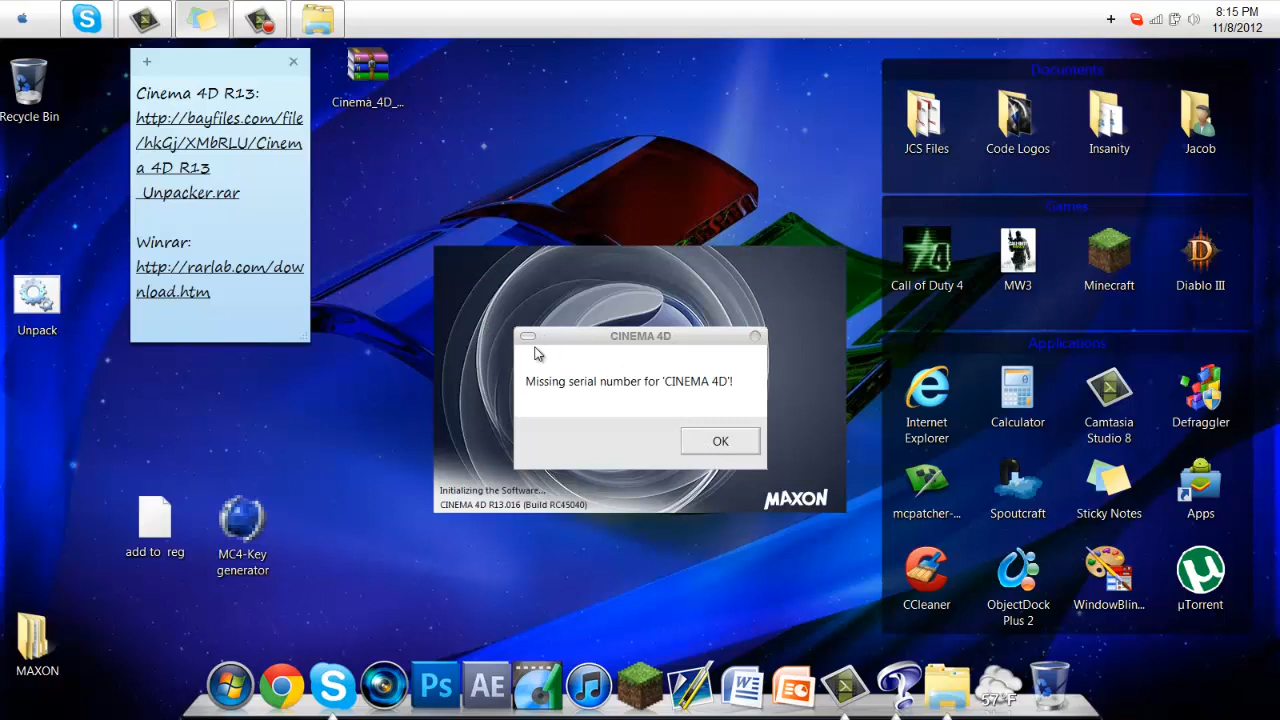 8:15 PM
11/8/2012
Recycle Bin
Cinema 4D R13:
http://bayfiles.com/file
/hkGj/XMbRLU/Cinem
a 4D R13
_Unpacker.rar
Winrar:
http://rarlab.com/dow
nload.htm
Cinema_4D_...
Documents
JCS Files
Code Logos
Insanity
Jacob
Games
Call of Duty 4
MW3
Minecraft
Diablo III
Unpack
CINEMA 4D
Missing serial number for 'CINEMA 4D'!
OK
Initializing the Software...
CINEMA 4D R13.016 (Build RC45040)
MAXON
Applications
Internet
Explorer
Calculator
Camtasia
Studio 8
Defraggler
mcpatcher-...
Spoutcraft
Sticky Notes
Apps
CCleaner
ObjectDock
Plus 2
WindowBlin...
µTorrent
add to reg
MC4-Key
generator
MAXON
Ps
AE
57°F